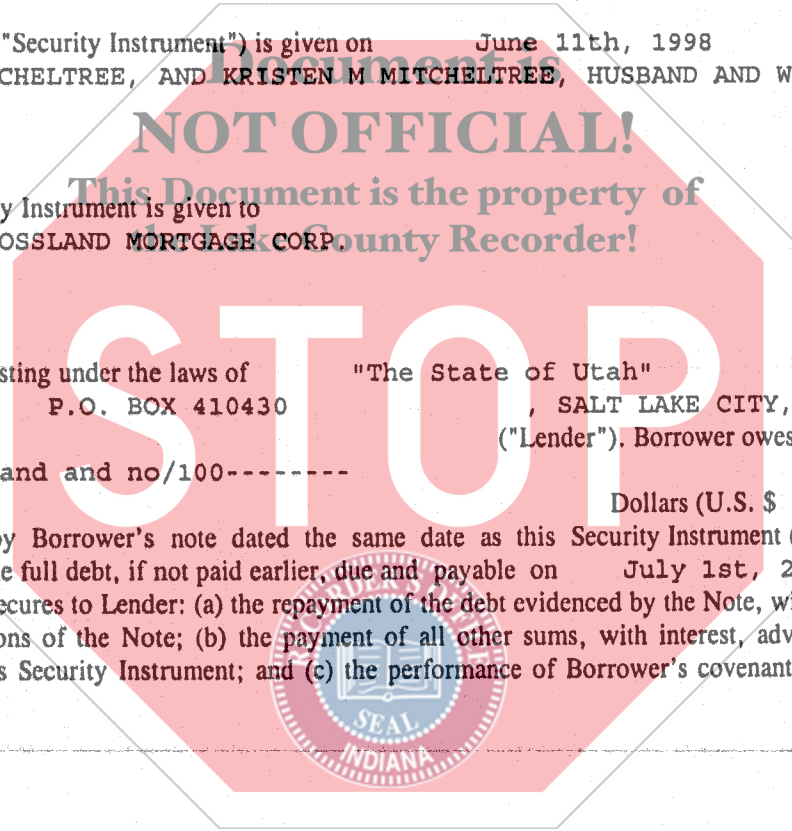 "Security Instrument") is given on June 11th, 1998
Document is
CHELTREE, AND KRISTEN M MITCHELTREE, HUSBAND AND W
NOT OFFICIAL!
This Document is the property of
y Instrument is given to
the Lake County Recorder!
OSSLAND MORTGAGE CORP.
STOP
sting under the laws of "The State of Utah"
P.O. BOX 410430 , SALT LAKE CITY,
("Lender"). Borrower owes
and and no/100--------
Dollars (U.S. $
by Borrower's note dated the same date as this Security Instrument (
e full debt, if not paid earlier, due and payable on July 1st, 2
ecures to Lender: (a) the repayment of the debt evidenced by the Note, wi
ons of the Note; (b) the payment of all other sums, with interest, adv
s Security Instrument; and (c) the performance of Borrower's covenant
RECORDER'S OFFICE
SEAL
INDIANA